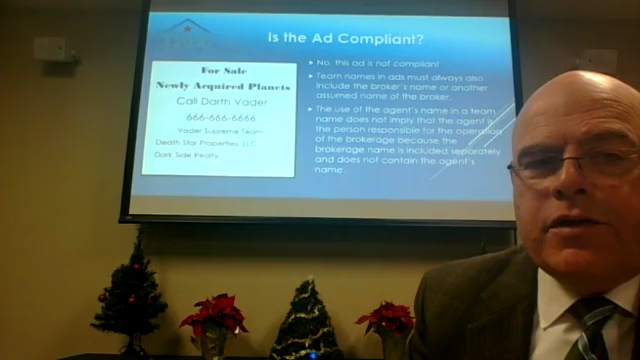 Is the Ad Compliant?
For Sale
Newly Acquired Planets
Call Darth Vader
666-666-6666
Vader Supreme Team
Death Star Properties, LLC
Dark Side Realty
No, this ad is not compliant
Team names in ads must always also
include the broker's name or another
assumed name of the broker.
The use of the agent's name in a team
name does not imply that the agent is
the person responsible for the operation
of the brokerage because the
brokerage name is included separately
and does not contain the agent's
name.